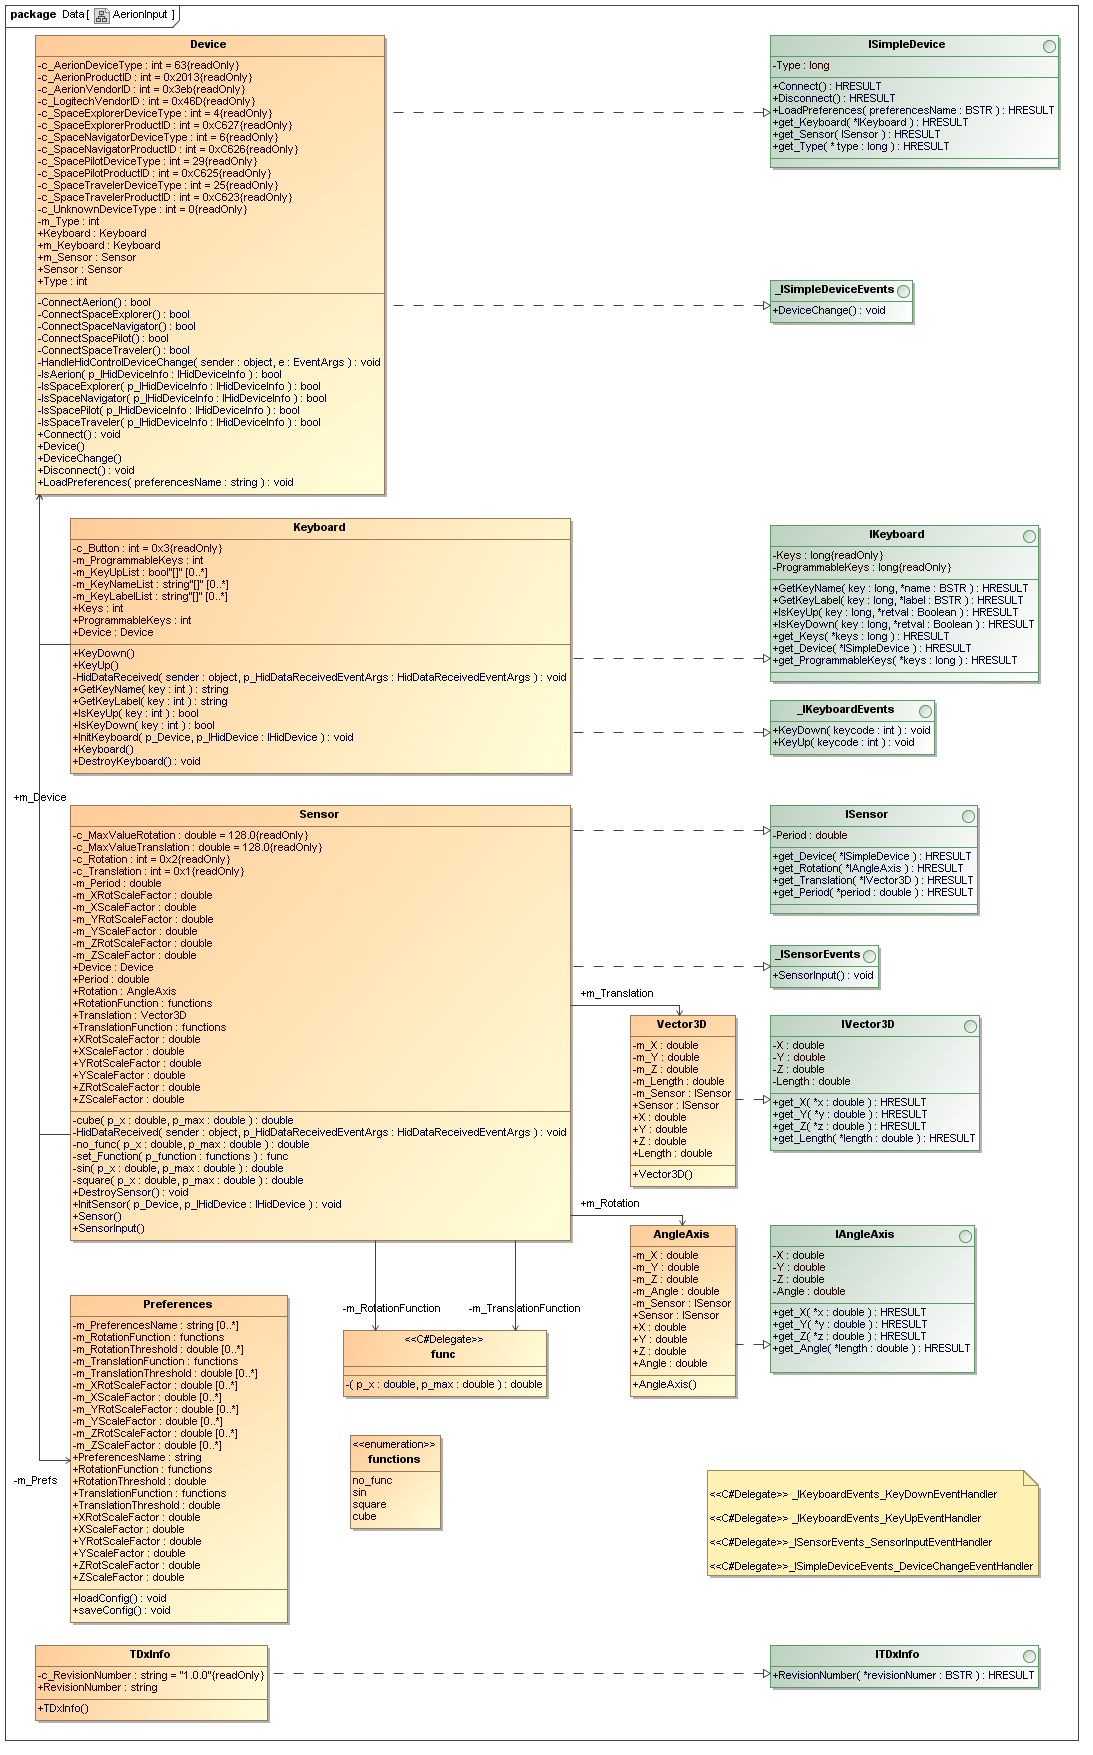 package Data [ AerionInput ]
Device
-c_AerionDeviceType : int = 63{readOnly}
-c_AerionProductID : int = 0x2013{readOnly}
-c_AerionVendorID : int = 0x3eb{readOnly}
-c_LogitechVendorID : int = 0x46D{readOnly}
-c_SpaceExplorerDeviceType : int = 4{readOnly}
-c_SpaceExplorerProductID : int = 0xC627{readOnly}
-c_SpaceNavigatorDeviceType : int = 6{readOnly}
-c_SpaceNavigatorProductID : int = 0xC626{readOnly}
-c_SpacePilotDeviceType : int = 29{readOnly}
-c_SpacePilotProductID : int = 0xC625{readOnly}
-c_SpaceTravelerDeviceType : int = 25{readOnly}
-c_SpaceTravelerProductID : int = 0xC623{readOnly}
-c_UnknownDeviceType : int = 0{readOnly}
-m_Type : int
+Keyboard : Keyboard
+m_Keyboard : Keyboard
+m_Sensor : Sensor
+Sensor : Sensor
+Type : int
-ConnectAerion() : bool
-ConnectSpaceExplorer() : bool
-ConnectSpaceNavigator() : bool
-ConnectSpacePilot() : bool
-ConnectSpaceTraveler() : bool
-HandleHidControlDeviceChange( sender : object, e : EventArgs ) : void
-IsAerion( p_IHidDeviceInfo : IHidDeviceInfo ) : bool
-IsSpaceExplorer( p_IHidDeviceInfo : IHidDeviceInfo ) : bool
-IsSpaceNavigator( p_IHidDeviceInfo : IHidDeviceInfo ) : bool
-IsSpacePilot( p_IHidDeviceInfo : IHidDeviceInfo ) : bool
-IsSpaceTraveler( p_IHidDeviceInfo : IHidDeviceInfo ) : bool
+Connect() : void
+Device()
+DeviceChange()
+Disconnect() : void
+LoadPreferences( preferencesName : string ) : void
ISimpleDevice
-Type : long
+Connect() : HRESULT
+Disconnect() : HRESULT
+LoadPreferences( preferencesName : BSTR ) : HRESULT
+get_Keyboard( *IKeyboard ) : HRESULT
+get_Sensor( ISensor ) : HRESULT
+get_Type( * type : long ) : HRESULT
_ISimpleDeviceEvents
+DeviceChange() : void
Keyboard
-c_Button : int = 0x3{readOnly}
-m_ProgrammableKeys : int
-m_KeyUpList : bool"[]" [0..*]
-m_KeyNameList : string"[]" [0..*]
-m_KeyLabelList : string"[]" [0..*]
+Keys : int
+ProgrammableKeys : int
+Device : Device
+KeyDown()
+KeyUp()
-HidDataReceived( sender : object, p_HidDataReceivedEventArgs : HidDataReceivedEventArgs ) : void
+GetKeyName( key : int ) : string
+GetKeyLabel( key : int ) : string
+IsKeyUp( key : int ) : bool
+IsKeyDown( key : int ) : bool
+InitKeyboard( p_Device, p_IHidDevice : IHidDevice ) : void
+Keyboard()
+DestroyKeyboard() : void
IKeyboard
-Keys : long{readOnly}
-ProgrammableKeys : long{readOnly}
+GetKeyName( key : long, *name : BSTR ) : HRESULT
+GetKeyLabel( key : long, *label : BSTR ) : HRESULT
+IsKeyUp( key : long, *retval : Boolean ) : HRESULT
+IsKeyDown( key : long, *retval : Boolean ) : HRESULT
+get_Keys( *keys : long ) : HRESULT
+get_Device( *ISimpleDevice ) : HRESULT
+get_ProgrammableKeys( *keys : long ) : HRESULT
_IKeyboardEvents
+KeyDown( keycode : int ) : void
+KeyUp( keycode : int ) : void
+m_Device
Sensor
-c_MaxValueRotation : double = 128.0{readOnly}
-c_MaxValueTranslation : double = 128.0{readOnly}
-c_Rotation : int = 0x2{readOnly}
-c_Translation : int = 0x1{readOnly}
-m_Period : double
-m_XRotScaleFactor : double
-m_XScaleFactor : double
-m_YRotScaleFactor : double
-m_YScaleFactor : double
-m_ZRotScaleFactor : double
-m_ZScaleFactor : double
+Device : Device
+Period : double
+Rotation : AngleAxis
+RotationFunction : functions
+Translation : Vector3D
+TranslationFunction : functions
+XRotScaleFactor : double
+XScaleFactor : double
+YRotScaleFactor : double
+YScaleFactor : double
+ZRotScaleFactor : double
+ZScaleFactor : double
-cube( p_x : double, p_max : double ) : double
-HidDataReceived( sender : object, p_HidDataReceivedEventArgs : HidDataReceivedEventArgs ) : void
-no_func( p_x : double, p_max : double ) : double
-set_Function( p_function : functions ) : func
-sin( p_x : double, p_max : double ) : double
-square( p_x : double, p_max : double ) : double
+DestroySensor() : void
+InitSensor( p_Device, p_IHidDevice : IHidDevice ) : void
+Sensor()
+SensorInput()
ISensor
-Period : double
+get_Device( *ISimpleDevice ) : HRESULT
+get_Rotation( *IAngleAxis ) : HRESULT
+get_Translation( *IVector3D ) : HRESULT
+get_Period( *period : double ) : HRESULT
_ISensorEvents
+SensorInput() : void
+m_Translation
Vector3D
-m_X : double
-m_Y : double
-m_Z : double
-m_Length : double
-m_Sensor : ISensor
+Sensor : ISensor
+X : double
+Y : double
+Z : double
+Length : double
+Vector3D()
IVector3D
-X : double
-Y : double
-Z : double
-Length : double
+get_X( *x : double ) : HRESULT
+get_Y( *y : double ) : HRESULT
+get_Z( *z : double ) : HRESULT
+get_Length( *length : double ) : HRESULT
+m_Rotation
AngleAxis
-m_X : double
-m_Y : double
-m_Z : double
-m_Angle : double
-m_Sensor : ISensor
+Sensor : ISensor
+X : double
+Y : double
+Z : double
+Angle : double
+AngleAxis()
IAngleAxis
-X : double
-Y : double
-Z : double
-Angle : double
+get_X( *x : double ) : HRESULT
+get_Y( *y : double ) : HRESULT
+get_Z( *z : double ) : HRESULT
+get_Angle( *length : double ) : HRESULT
-m_RotationFunction
-m_TranslationFunction
<<C#Delegate>>
func
-( p_x : double, p_max : double ) : double
Preferences
-m_PreferencesName : string [0..*]
-m_RotationFunction : functions
-m_RotationThreshold : double [0..*]
-m_TranslationFunction : functions
-m_TranslationThreshold : double [0..*]
-m_XRotScaleFactor : double [0..*]
-m_XScaleFactor : double [0..*]
-m_YRotScaleFactor : double [0..*]
-m_YScaleFactor : double [0..*]
-m_ZRotScaleFactor : double [0..*]
-m_ZScaleFactor : double [0..*]
+PreferencesName : string
+RotationFunction : functions
+RotationThreshold : double
+TranslationFunction : functions
+TranslationThreshold : double
+XRotScaleFactor : double
+XScaleFactor : double
+YRotScaleFactor : double
+YScaleFactor : double
+ZRotScaleFactor : double
+ZScaleFactor : double
+loadConfig() : void
+saveConfig() : void
-m_Prefs
<<enumeration>>
functions
no_func
sin
square
cube
<<C#Delegate>> _IKeyboardEvents_KeyDownEventHandler
<<C#Delegate>> _IKeyboardEvents_KeyUpEventHandler
<<C#Delegate>>_ISensorEvents_SensorInputEventHandler
<<C#Delegate>>_ISimpleDeviceEvents_DeviceChangeEventHandler
TDxInfo
-c_RevisionNumber : string = "1.0.0"{readOnly}
+RevisionNumber : string
+TDxInfo()
ITDxInfo
+RevisionNumber( *revisionNumer : BSTR ) : HRESULT